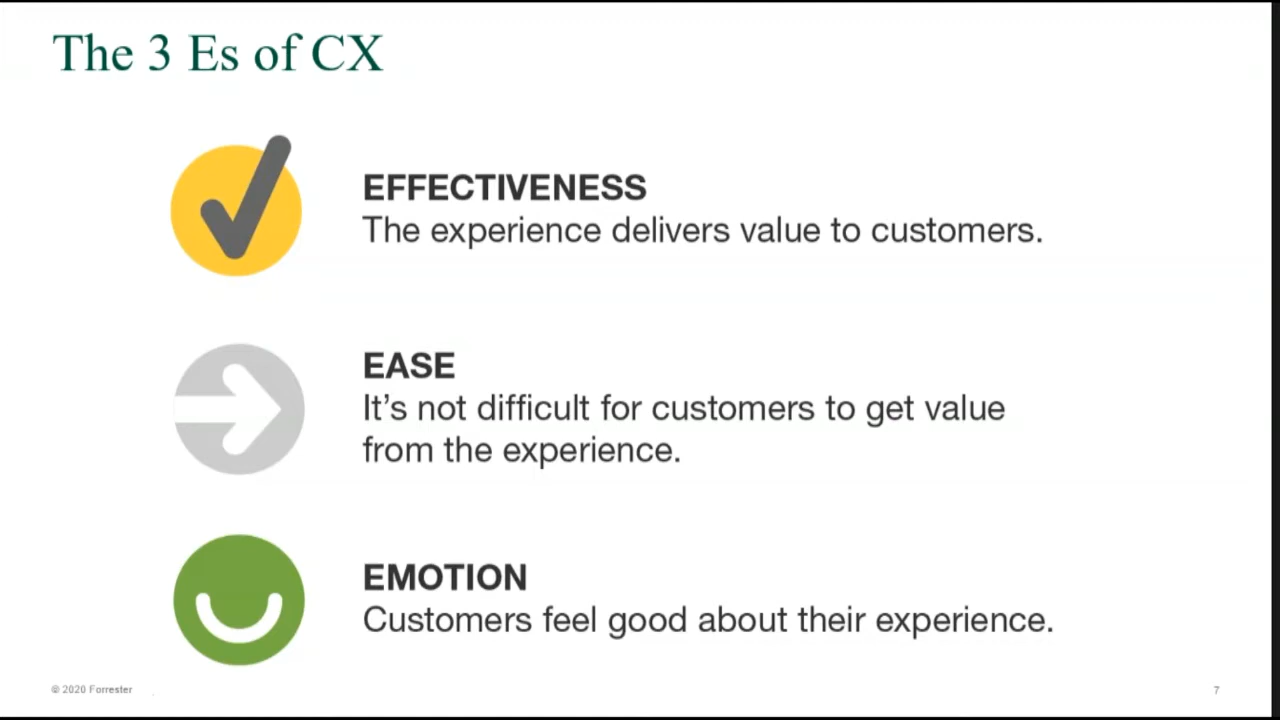 The 3 Es of CX
EFFECTIVENESS
The experience delivers value to customers.
EASE
It's not difficult for customers to get value
from the experience.
EMOTION
Customers feel good about their experience.
© 2020 Forrester
7